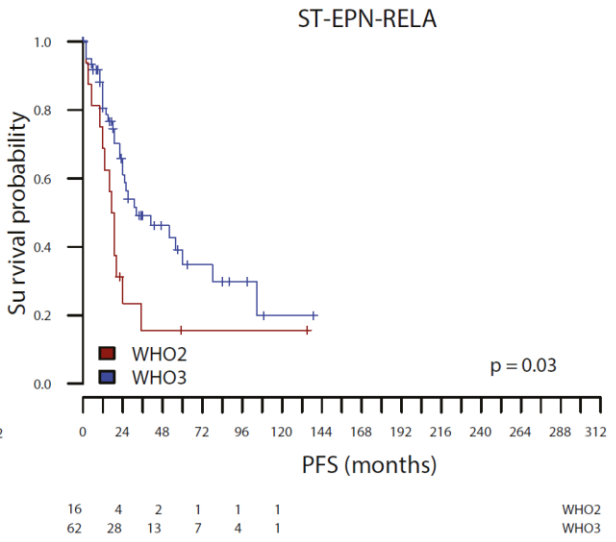 ST-EPN-RELA
Survival probability
1.0
0.8
0.6
0.4
0.2
0.0
WHO2
WHO3
p = 0.03
2 0 24 48 72 96 120 144 168 192 216 240 264 288 312
PFS (months)
16 4 2 1 1 1 WHO2
62 28 13 7 4 1 WHO3